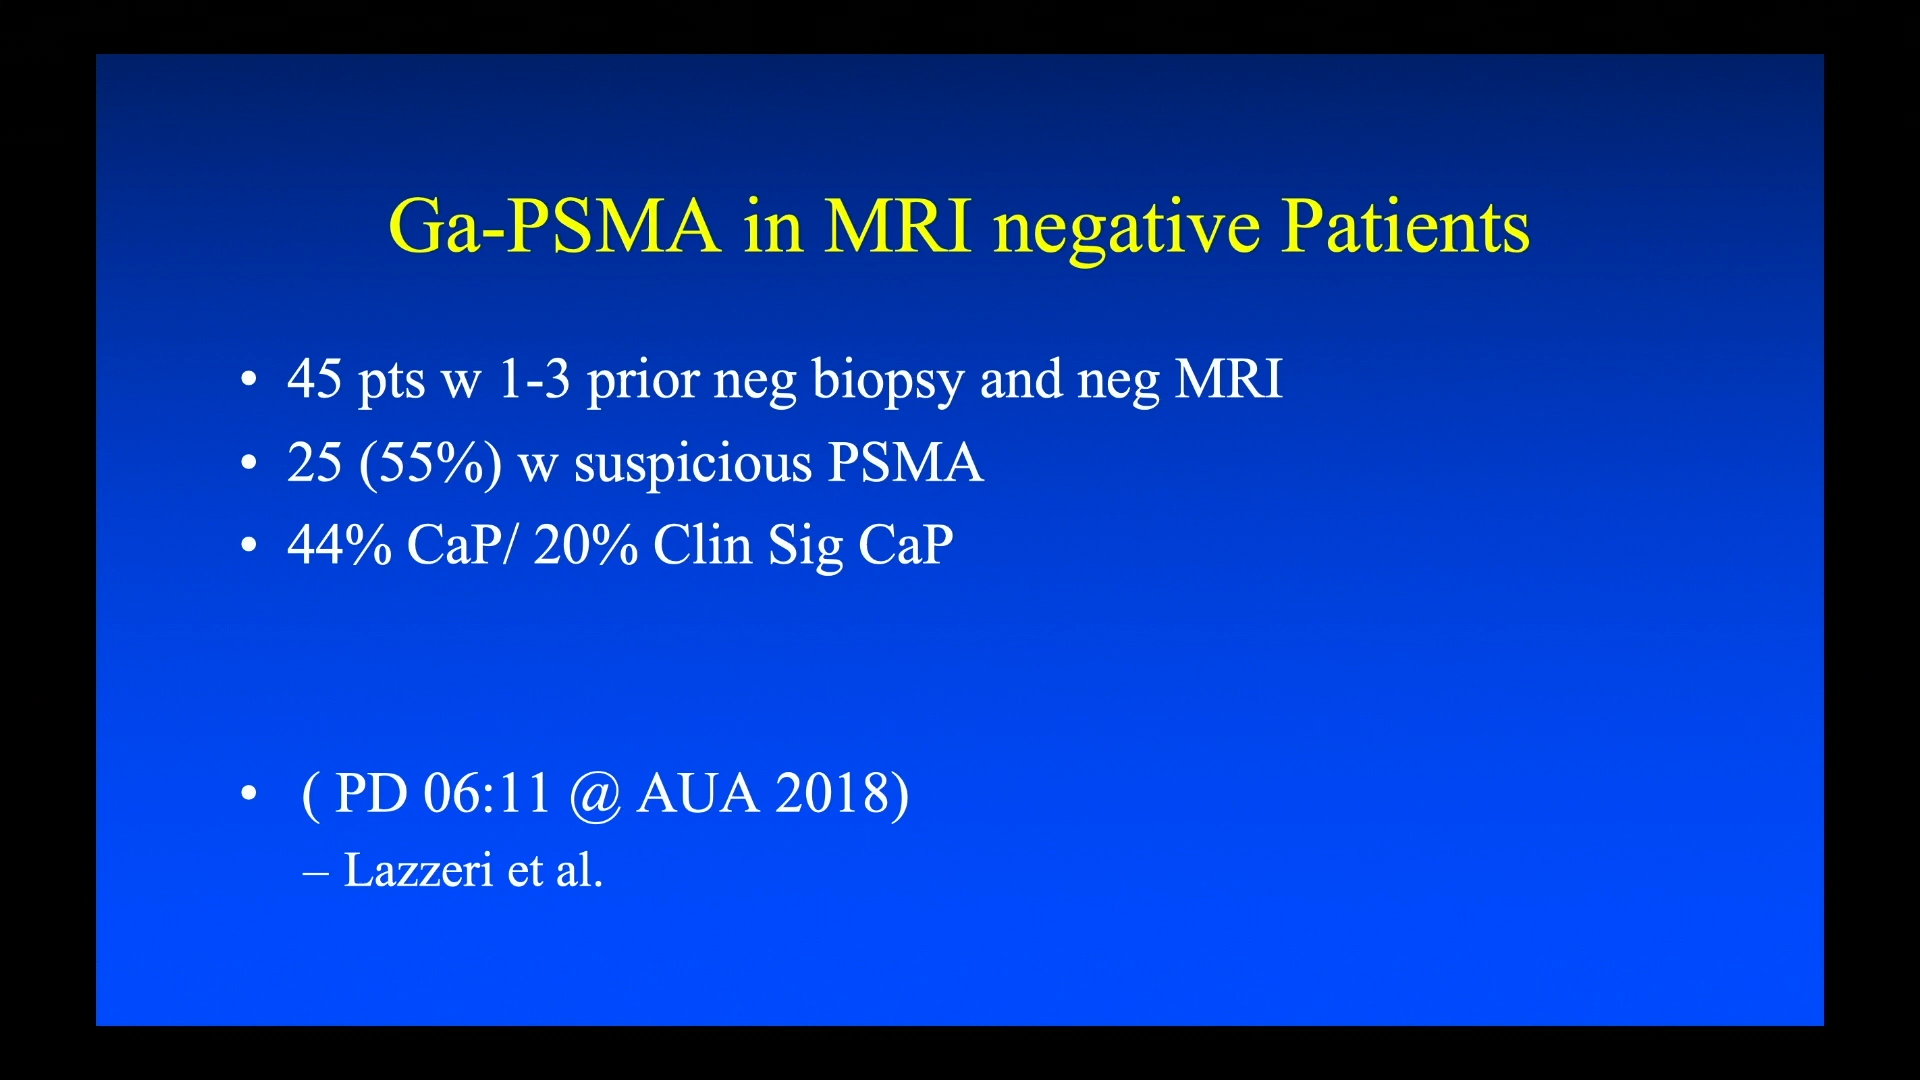 Ga-PSMA in MRI negative Patients
• 45 pts w 1-3 prior neg biopsy and neg MRI
• 25 (55%) w suspicious PSMA
• 44% CaP/ 20% Clin Sig CaP
• ( PD 06:11 @ AUA 2018)
– Lazzeri et al.